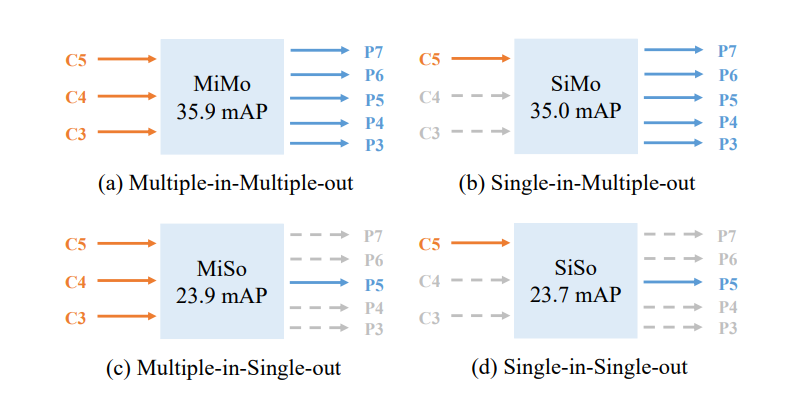 C5
C4
C3
MiMo
35.9 mAP
P7
P6
P5
P4
P3
(a) Multiple-in-Multiple-out
C5
C4
C3
SiMo
35.0 mAP
P7
P6
P5
P4
P3
(b) Single-in-Multiple-out
C5
C4
C3
MiSo
23.9 mAP
P7
P6
P5
P4
P3
(c) Multiple-in-Single-out
C5
C4
C3
SiSo
23.7 mAP
P7
P6
P5
P4
P3
(d) Single-in-Single-out